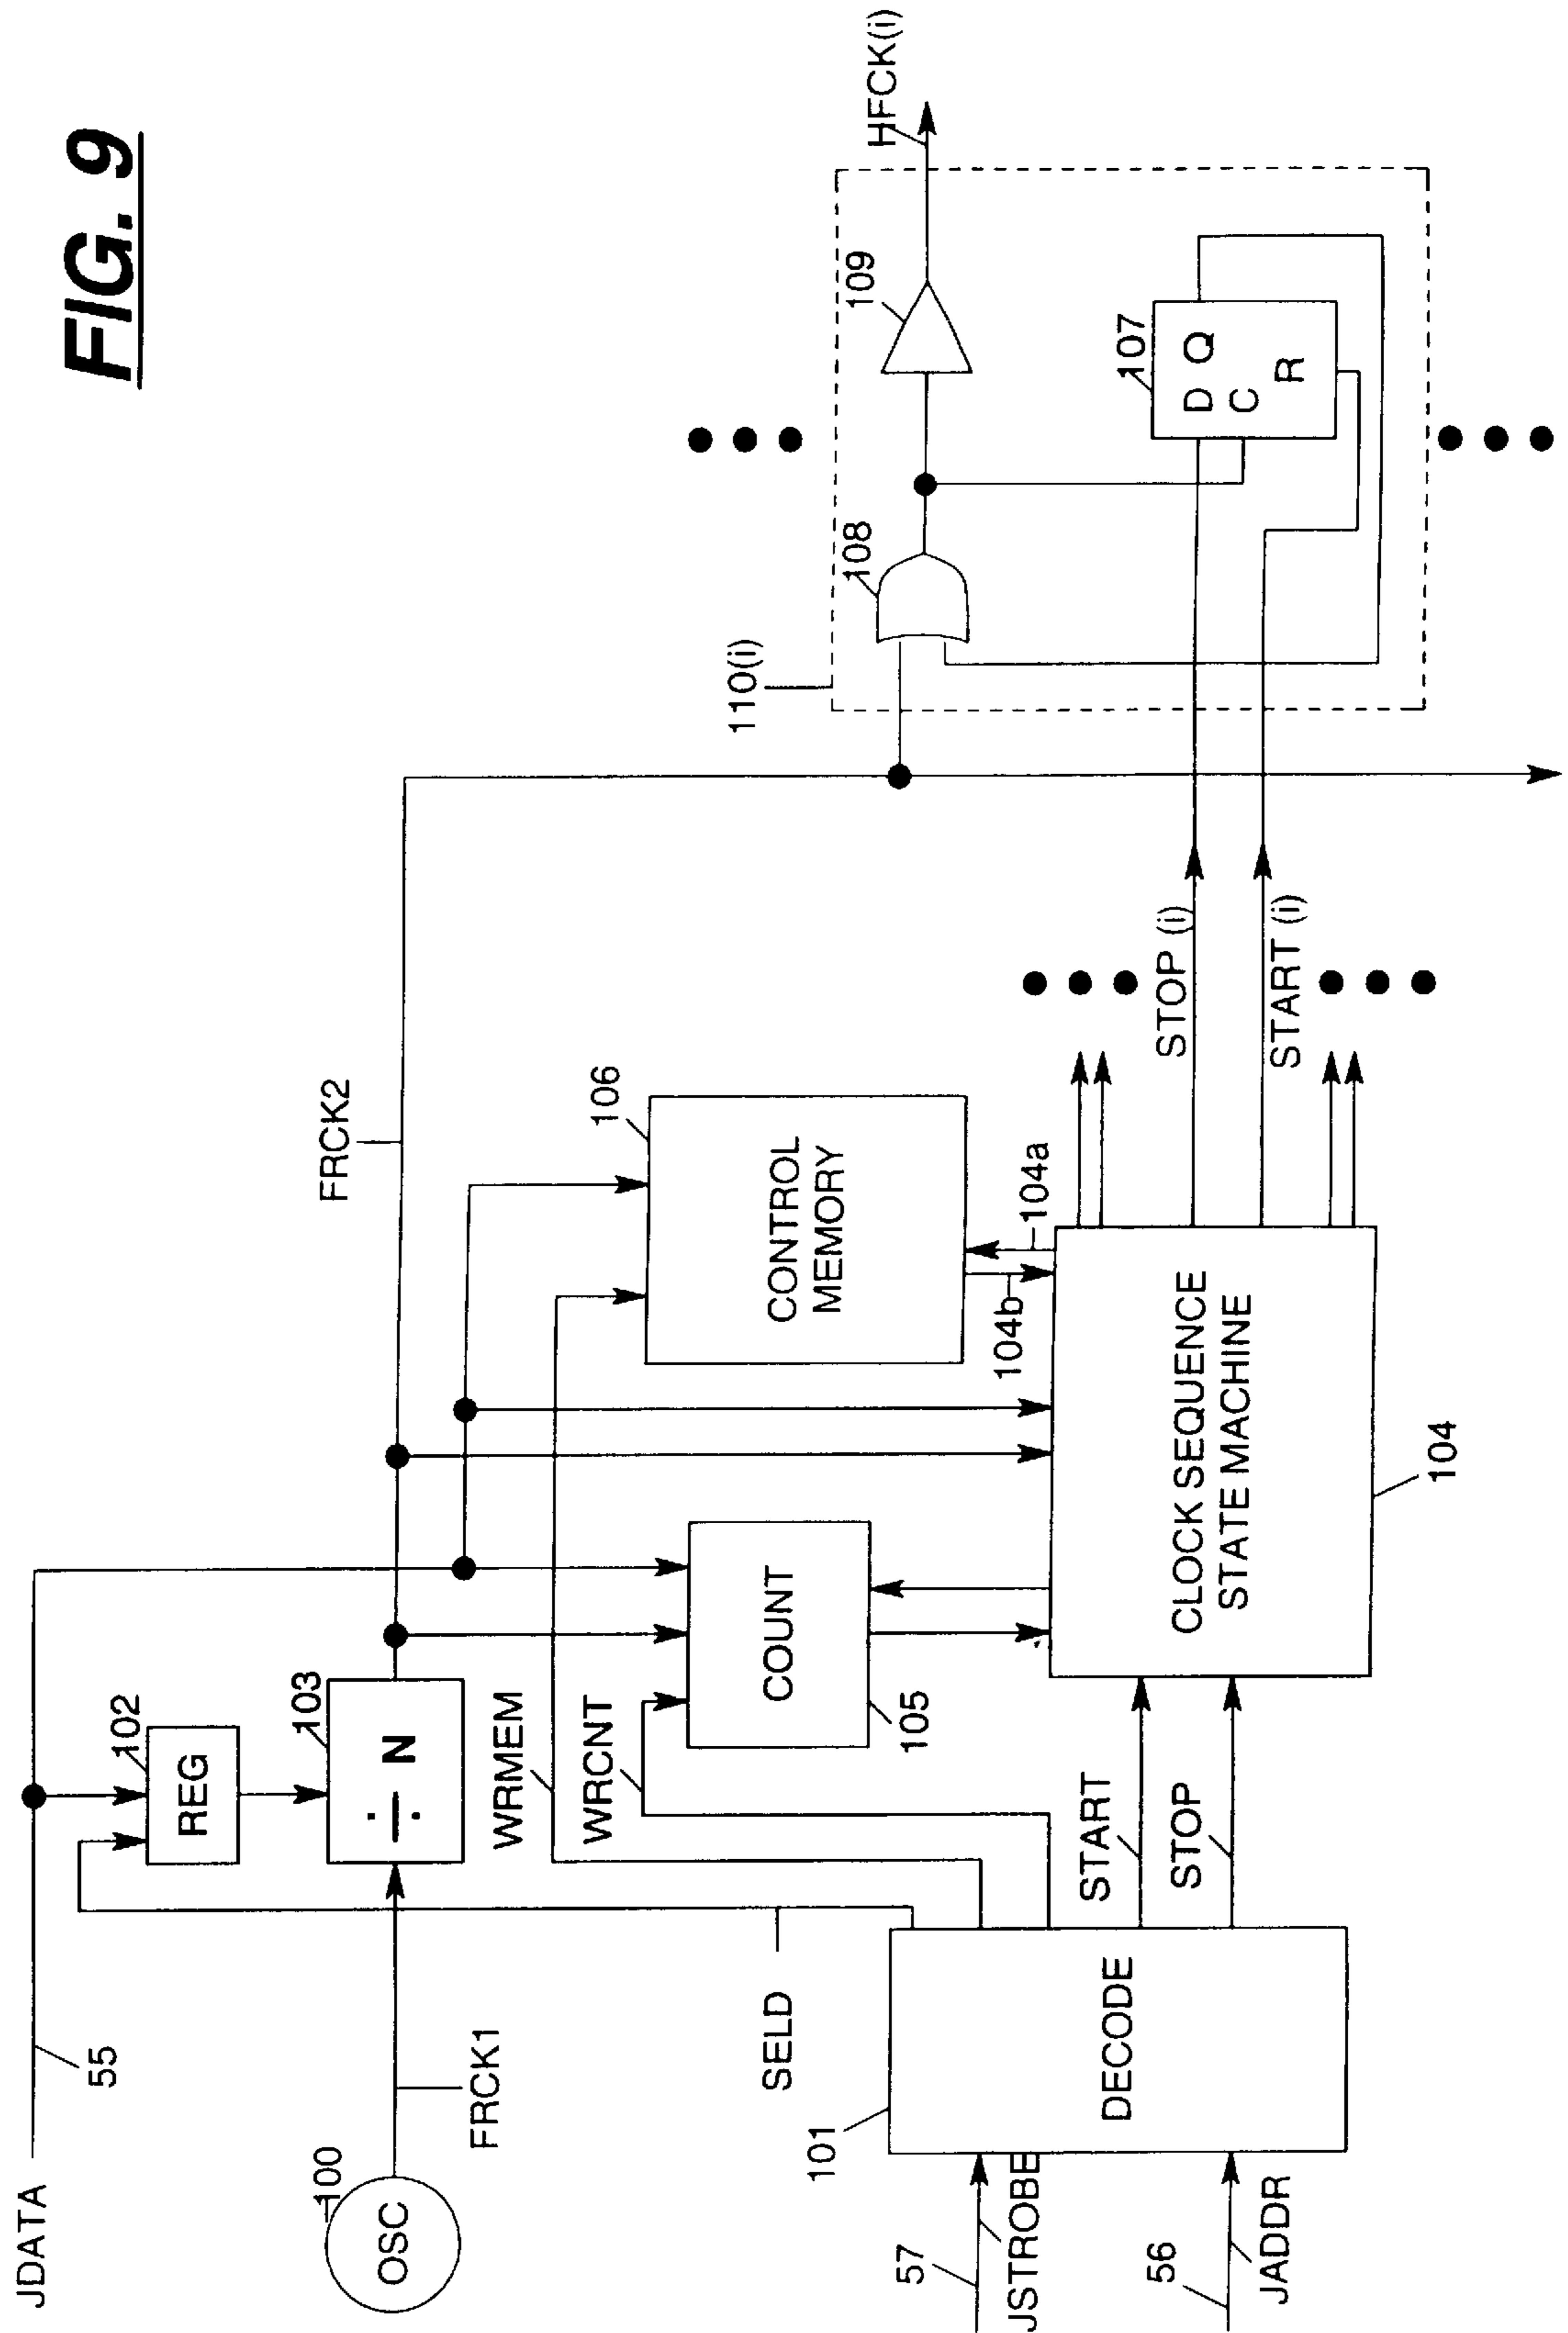 FIG. 9
JDATA
55
102
REG
100
OSC
FRCK1
103
÷ N
FRCK2
WRMEM
WRCNT
SELD
COUNT
105
106
CONTROL
MEMORY
104a
104b
101
DECODE
57
JSTROBE
56
JADDR
START
STOP
CLOCK SEQUENCE
STATE MACHINE
104
STOP (i)
START (i)
110(i)
108
109
HFCK(i)
107
D Q
C
R